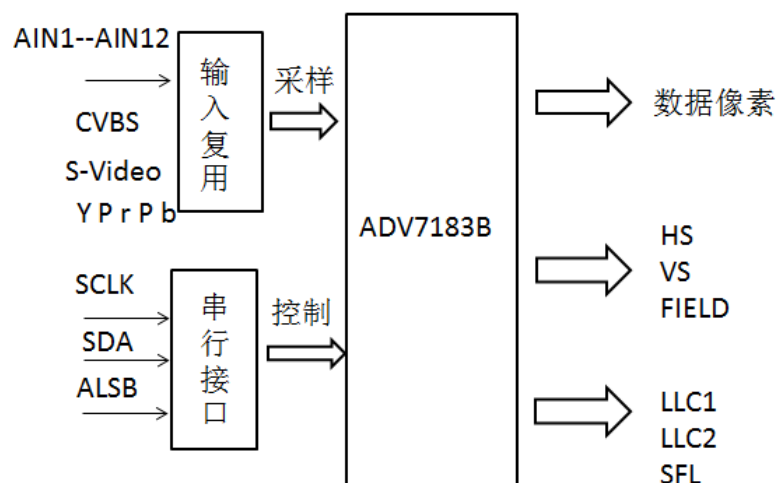 AIN1--AIN12
CVBS
S-Video
Y P r P b
输入复用
采样
SCLK
SDA
ALSB
串行接口
控制
ADV7183B
数据像素
HS
VS
FIELD
LLC1
LLC2
SFL